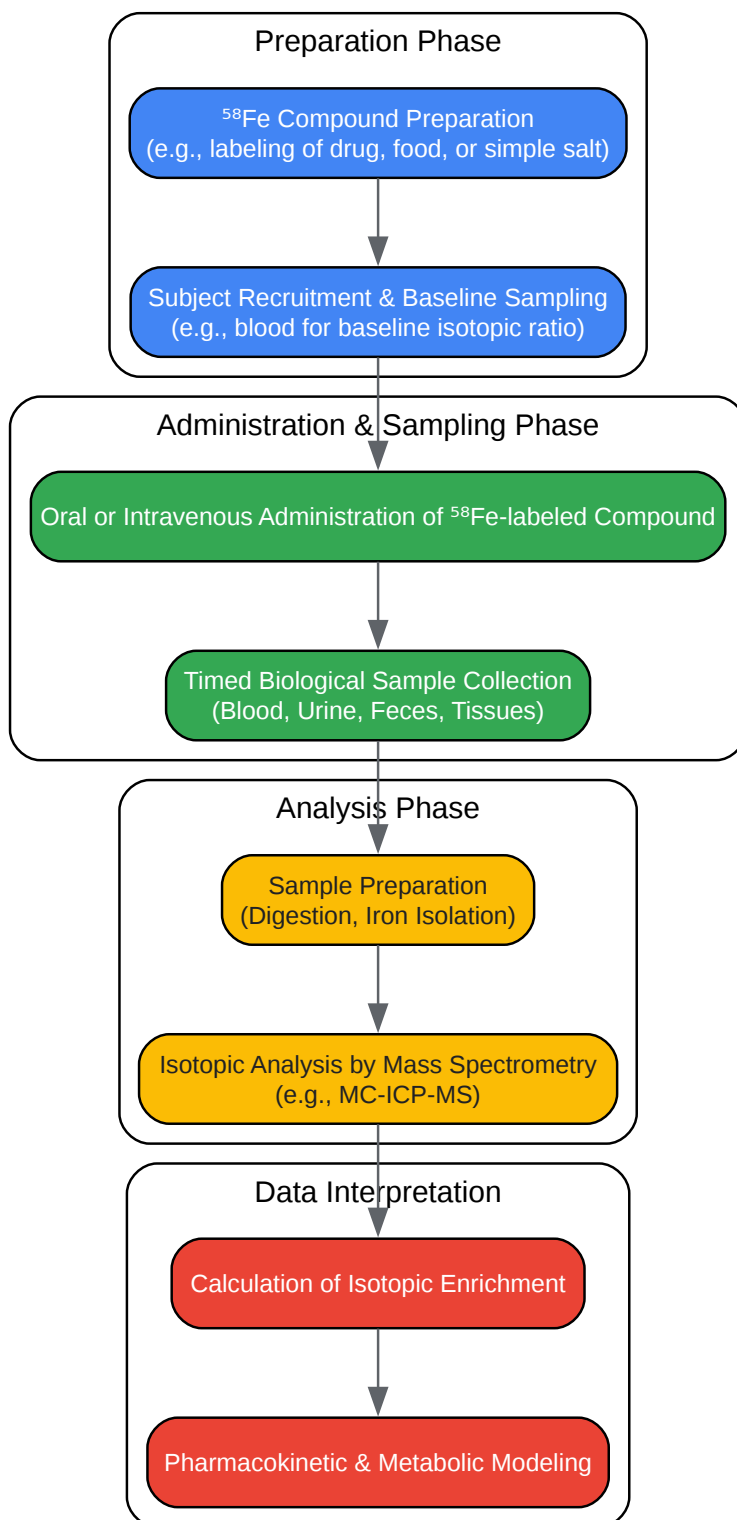 Preparation Phase
⁵⁸Fe Compound Preparation
(e.g., labeling of drug, food, or simple salt)
Subject Recruitment & Baseline Sampling
(e.g., blood for baseline isotopic ratio)
Administration & Sampling Phase
Oral or Intravenous Administration of ⁵⁸Fe-labeled Compound
Timed Biological Sample Collection
(Blood, Urine, Feces, Tissues)
Analysis Phase
Sample Preparation
(Digestion, Iron Isolation)
Isotopic Analysis by Mass Spectrometry
(e.g., MC-ICP-MS)
Data Interpretation
Calculation of Isotopic Enrichment
Pharmacokinetic & Metabolic Modeling